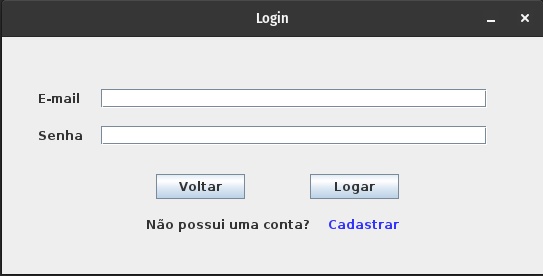 Login
E-mail
Senha
Voltar Logar
Não possui uma conta? Cadastrar